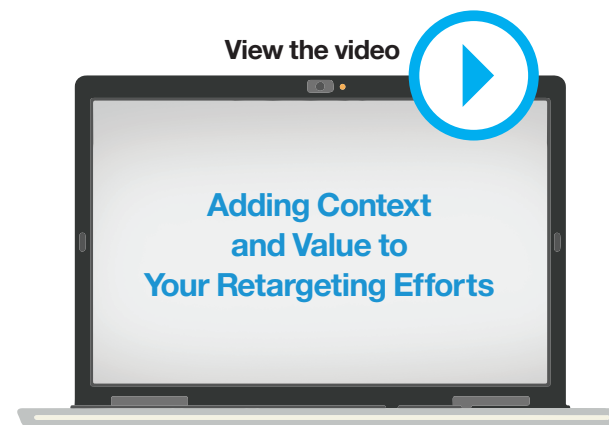 View the video
Adding Context
and Value to
Your Retargeting Efforts